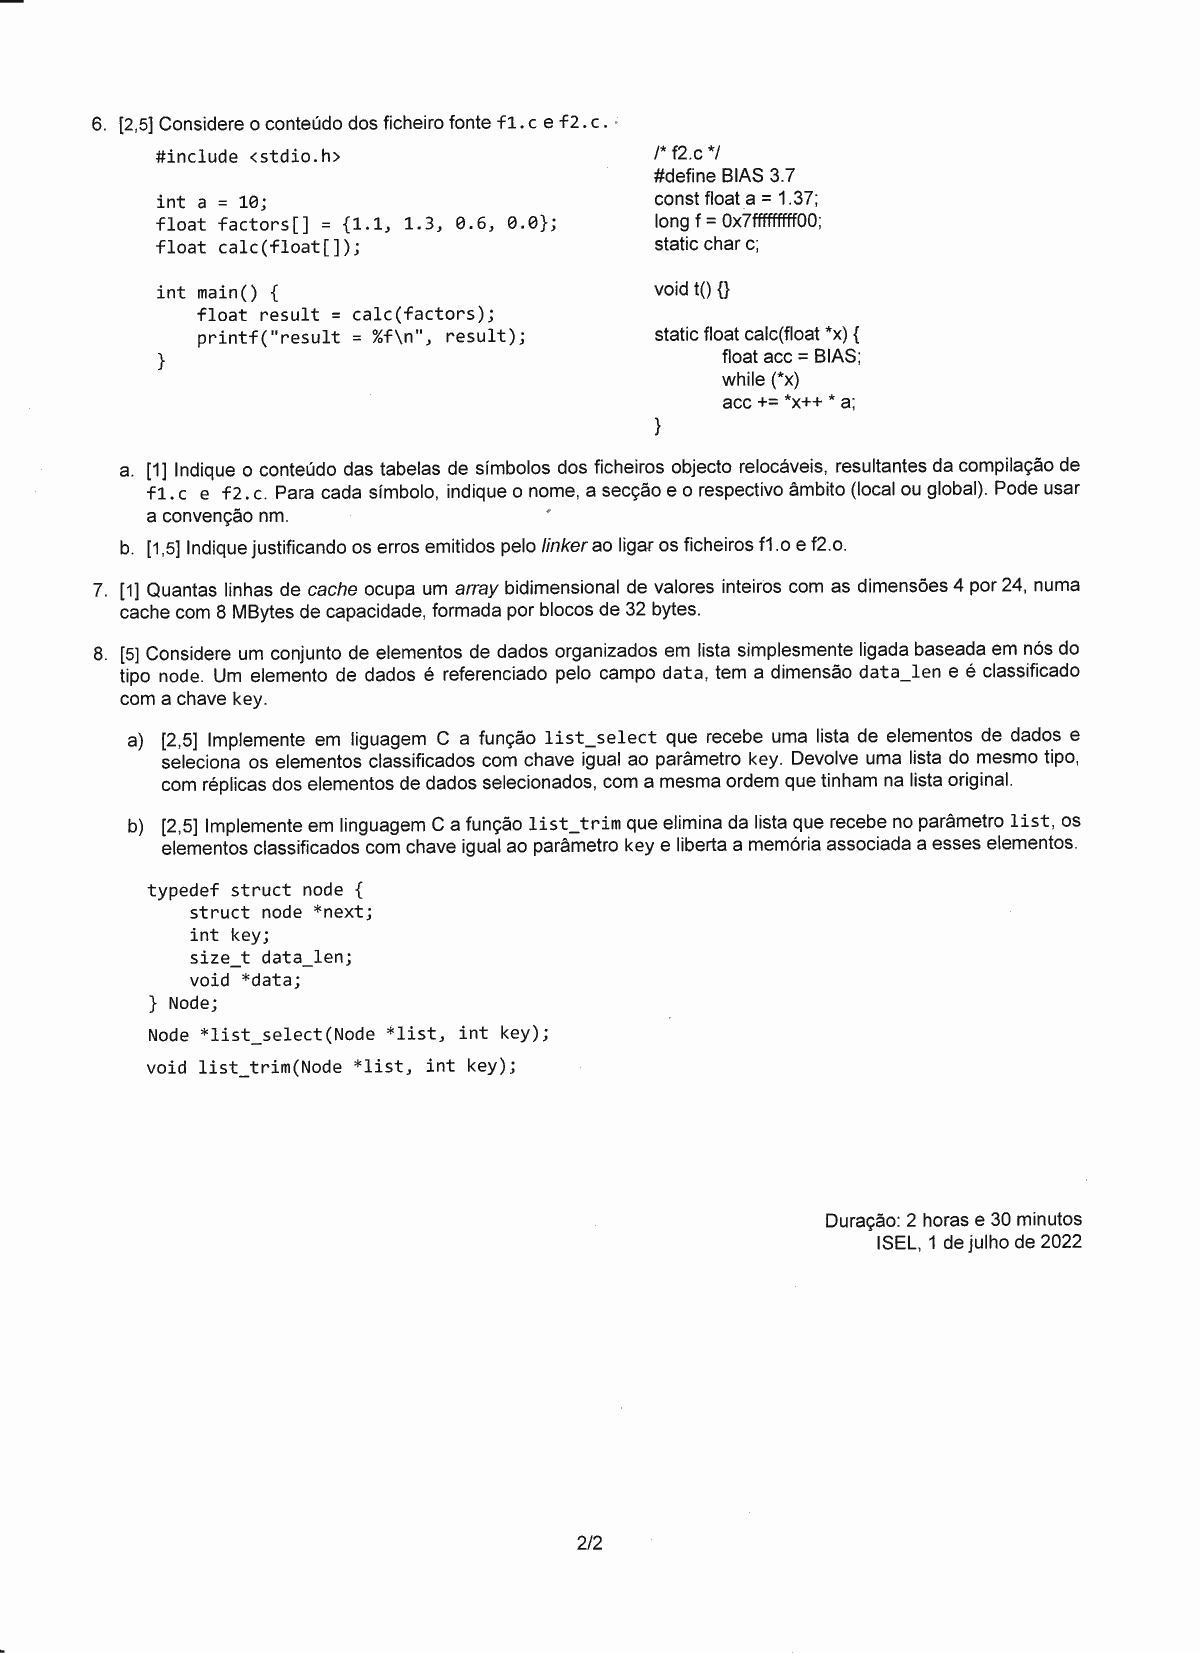 6. [2,5] Considere o conteúdo dos ficheiro fonte f1.c e f2.c.
#include <stdio.h>
int a = 10;
float factors[] = {1.1, 1.3, 0.6, 0.0};
float calc(float[]);
int main() {
float result = calc(factors);
printf("result = %f\n", result);
}
/* f2.c */
#define BIAS 3.7
const float a = 1.37;
long f = 0x7fffffffff00;
static char c;
void t() {}
static float calc(float *x) {
float acc = BIAS;
while (*x)
acc += *x++ * a;
}
a. [1] Indique o conteúdo das tabelas de símbolos dos ficheiros objecto relocáveis, resultantes da compilação de
f1.c e f2.c. Para cada símbolo, indique o nome, a secção e o respectivo âmbito (local ou global). Pode usar
a convenção nm.
b. [1,5] Indique justificando os erros emitidos pelo linker ao ligar os ficheiros f1.o e f2.o.
7. [1] Quantas linhas de cache ocupa um array bidimensional de valores inteiros com as dimensões 4 por 24, numa
cache com 8 MBytes de capacidade, formada por blocos de 32 bytes.
8. [5] Considere um conjunto de elementos de dados organizados em lista simplesmente ligada baseada em nós do
tipo node. Um elemento de dados é referenciado pelo campo data, tem a dimensão data_len e é classificado
com a chave key.
a) [2,5] Implemente em liguagem C a função list_select que recebe uma lista de elementos de dados e
seleciona os elementos classificados com chave igual ao parâmetro key. Devolve uma lista do mesmo tipo,
com réplicas dos elementos de dados selecionados, com a mesma ordem que tinham na lista original.
b) [2,5] Implemente em linguagem C a função list_trim que elimina da lista que recebe no parâmetro list, os
elementos classificados com chave igual ao parâmetro key e liberta a memória associada a esses elementos.
typedef struct node {
struct node *next;
int key;
size_t data_len;
void *data;
} Node;
Node *list_select(Node *list, int key);
void list_trim(Node *list, int key);
Duração: 2 horas e 30 minutos
ISEL, 1 de julho de 2022
2/2